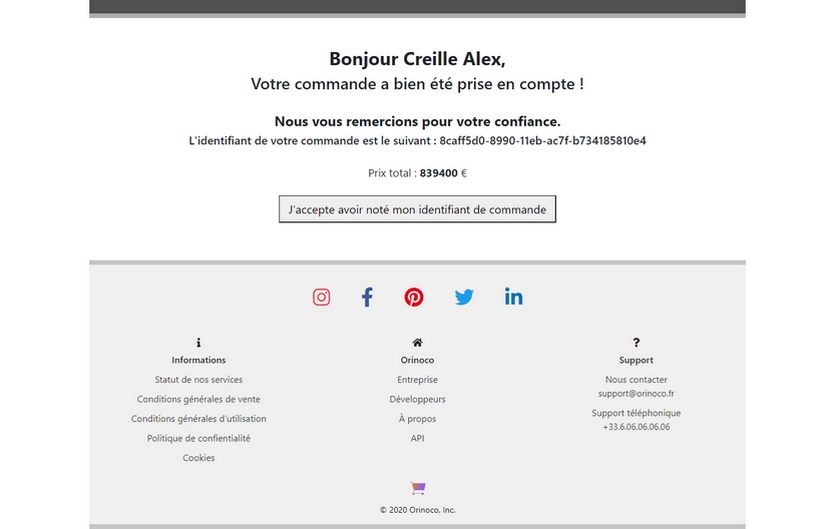 Bonjour Creille Alex,
Votre commande a bien été prise en compte !
Nous vous remercions pour votre confiance.
L'identifiant de votre commande est le suivant : 8caff5d0-8990-11eb-ac7f-b734185810e4
Prix total : 839400 €
J'accepte avoir noté mon identifiant de commande
Informations
Statut de nos services
Conditions générales de vente
Conditions générales d'utilisation
Politique de confientialité
Cookies
Orinoco
Entreprise
Développeurs
À propos
API
Support
Nous contacter
support@orinoco.fr
Support téléphonique
+33.6.06.06.06.06
© 2020 Orinoco. Inc.